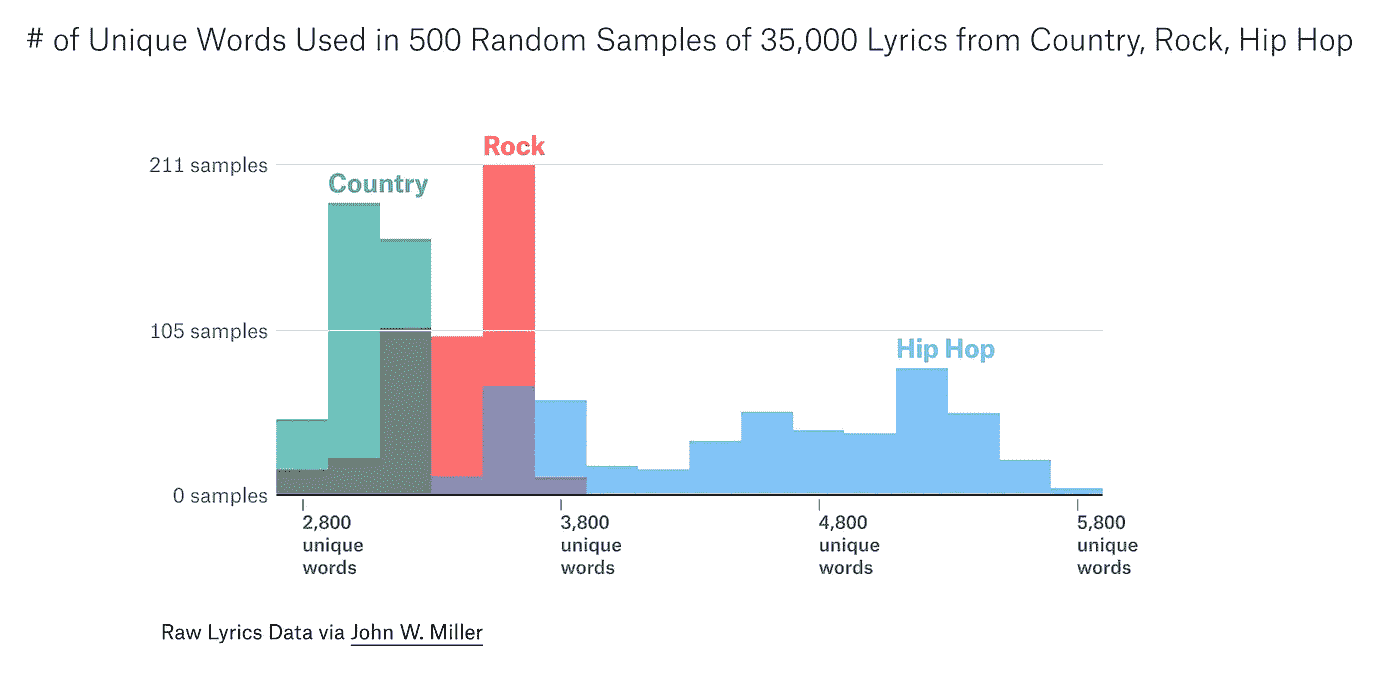 # of Unique Words Used in 500 Random Samples of 35,000 Lyrics from Country, Rock, Hip Hop
Rock
211 samples
Country
105 samples
Hip Hop
0 samples
2,800 unique words
3,800 unique words
4,800 unique words
5,800 unique words
Raw Lyrics Data via John W. Miller